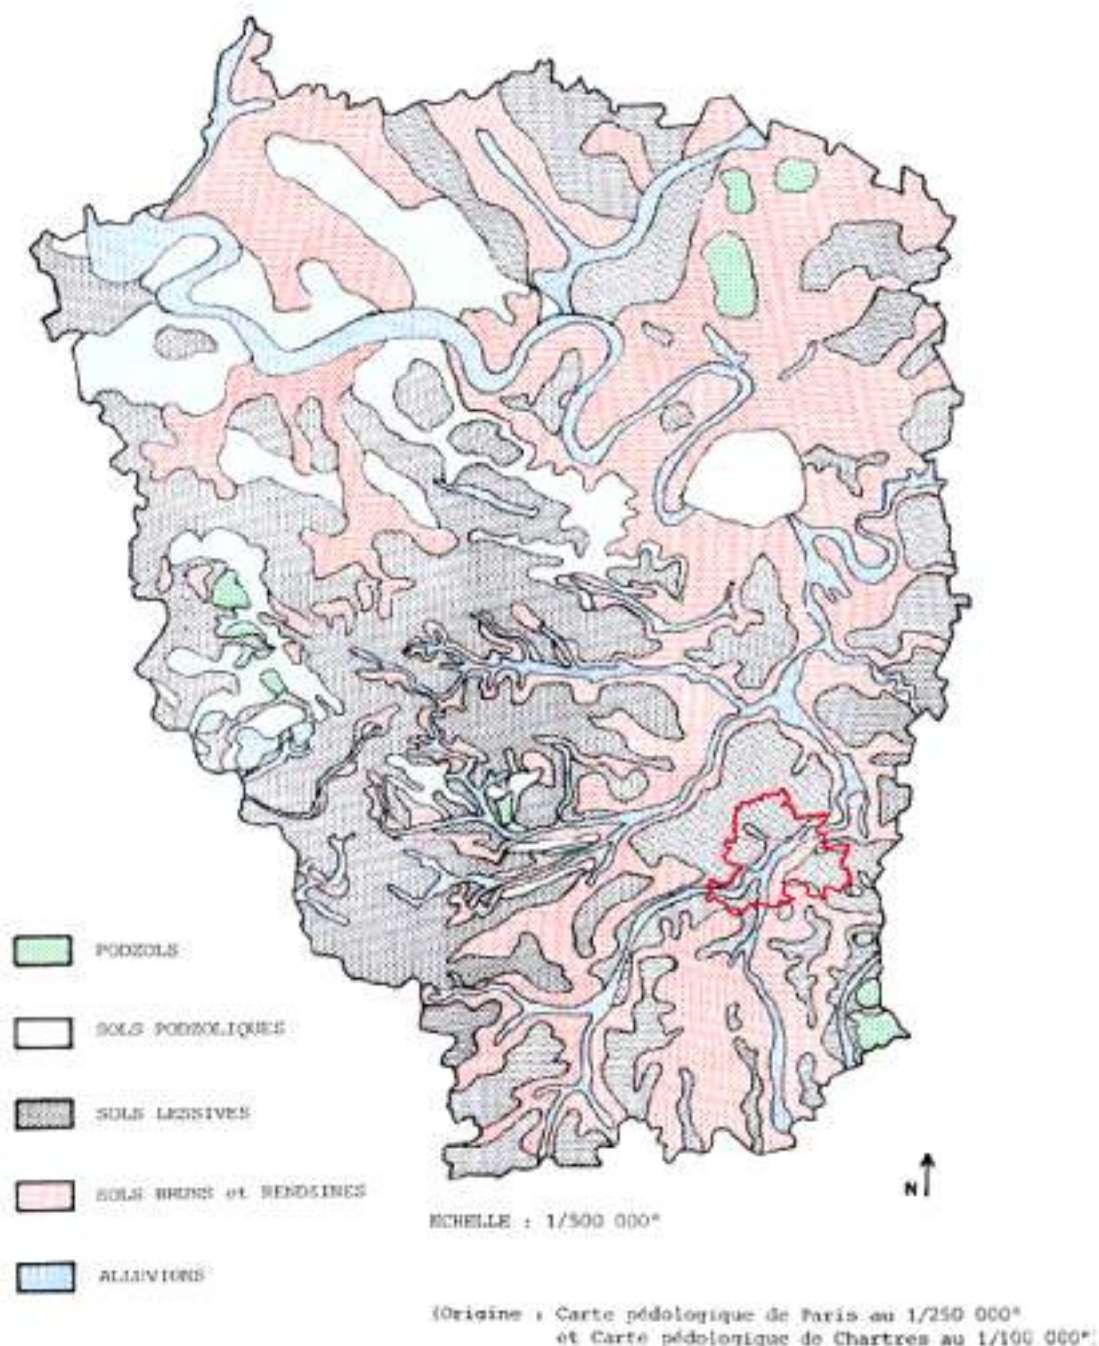 PODZOLS
SOLS PODZOLIQUES
SOLS LESSIVES
SOLS BRUNS et RENDZINES
ALLUVIONS
N
ECHELLE : 1/500 000°
(Origine : Carte pédologique de Paris au 1/250 000°
et Carte pédologique de Chartres au 1/100 000°)